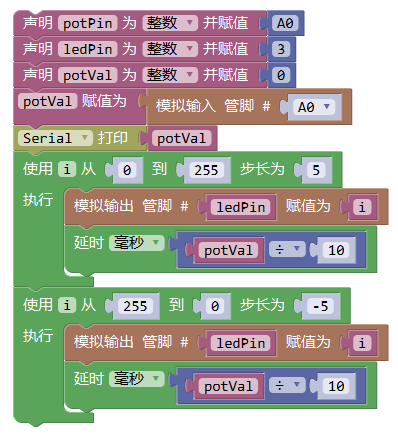 声明 potPin 为 整数 并赋值 A0
声明 ledPin 为 整数 并赋值 3
声明 potVal 为 整数 并赋值 0
potVal 赋值为 模拟输入 管脚 # A0
Serial 打印 potVal
使用 i 从 0 到 255 步长为 5
执行 模拟输出 管脚 # ledPin 赋值为 i
延时 毫秒 potVal ÷ 10
使用 i 从 255 到 0 步长为 -5
执行 模拟输出 管脚 # ledPin 赋值为 i
延时 毫秒 potVal ÷ 10